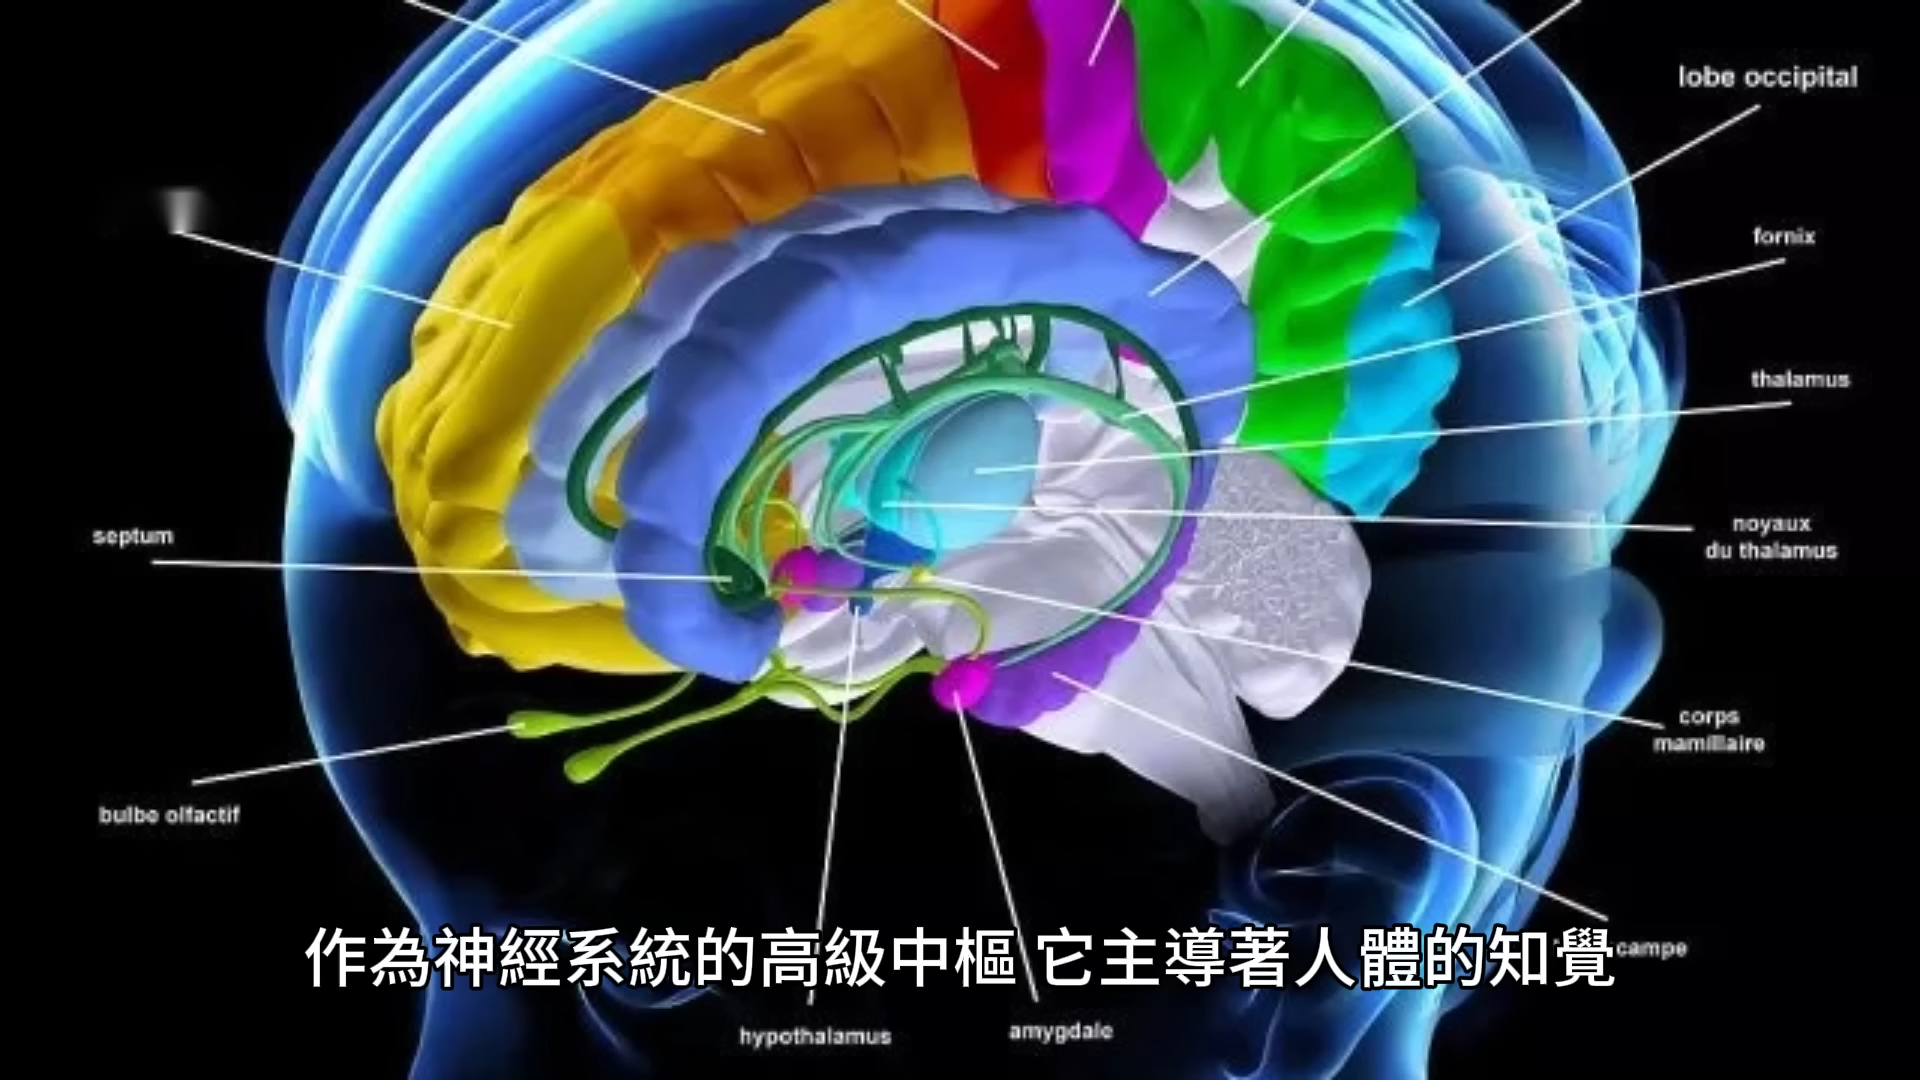 lobe occipital
fornix
thalamus
septum
noyaux
du thalamus
corps
mamillaire
bulbe olfactif
作為神經系統的高級中樞 它主導著人體的知覺
campe
hypothalamus
amygdale